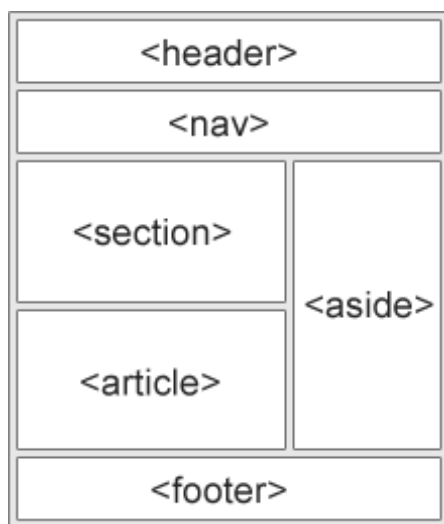 <header>
<nav>
<section>
<aside>
<article>
<footer>